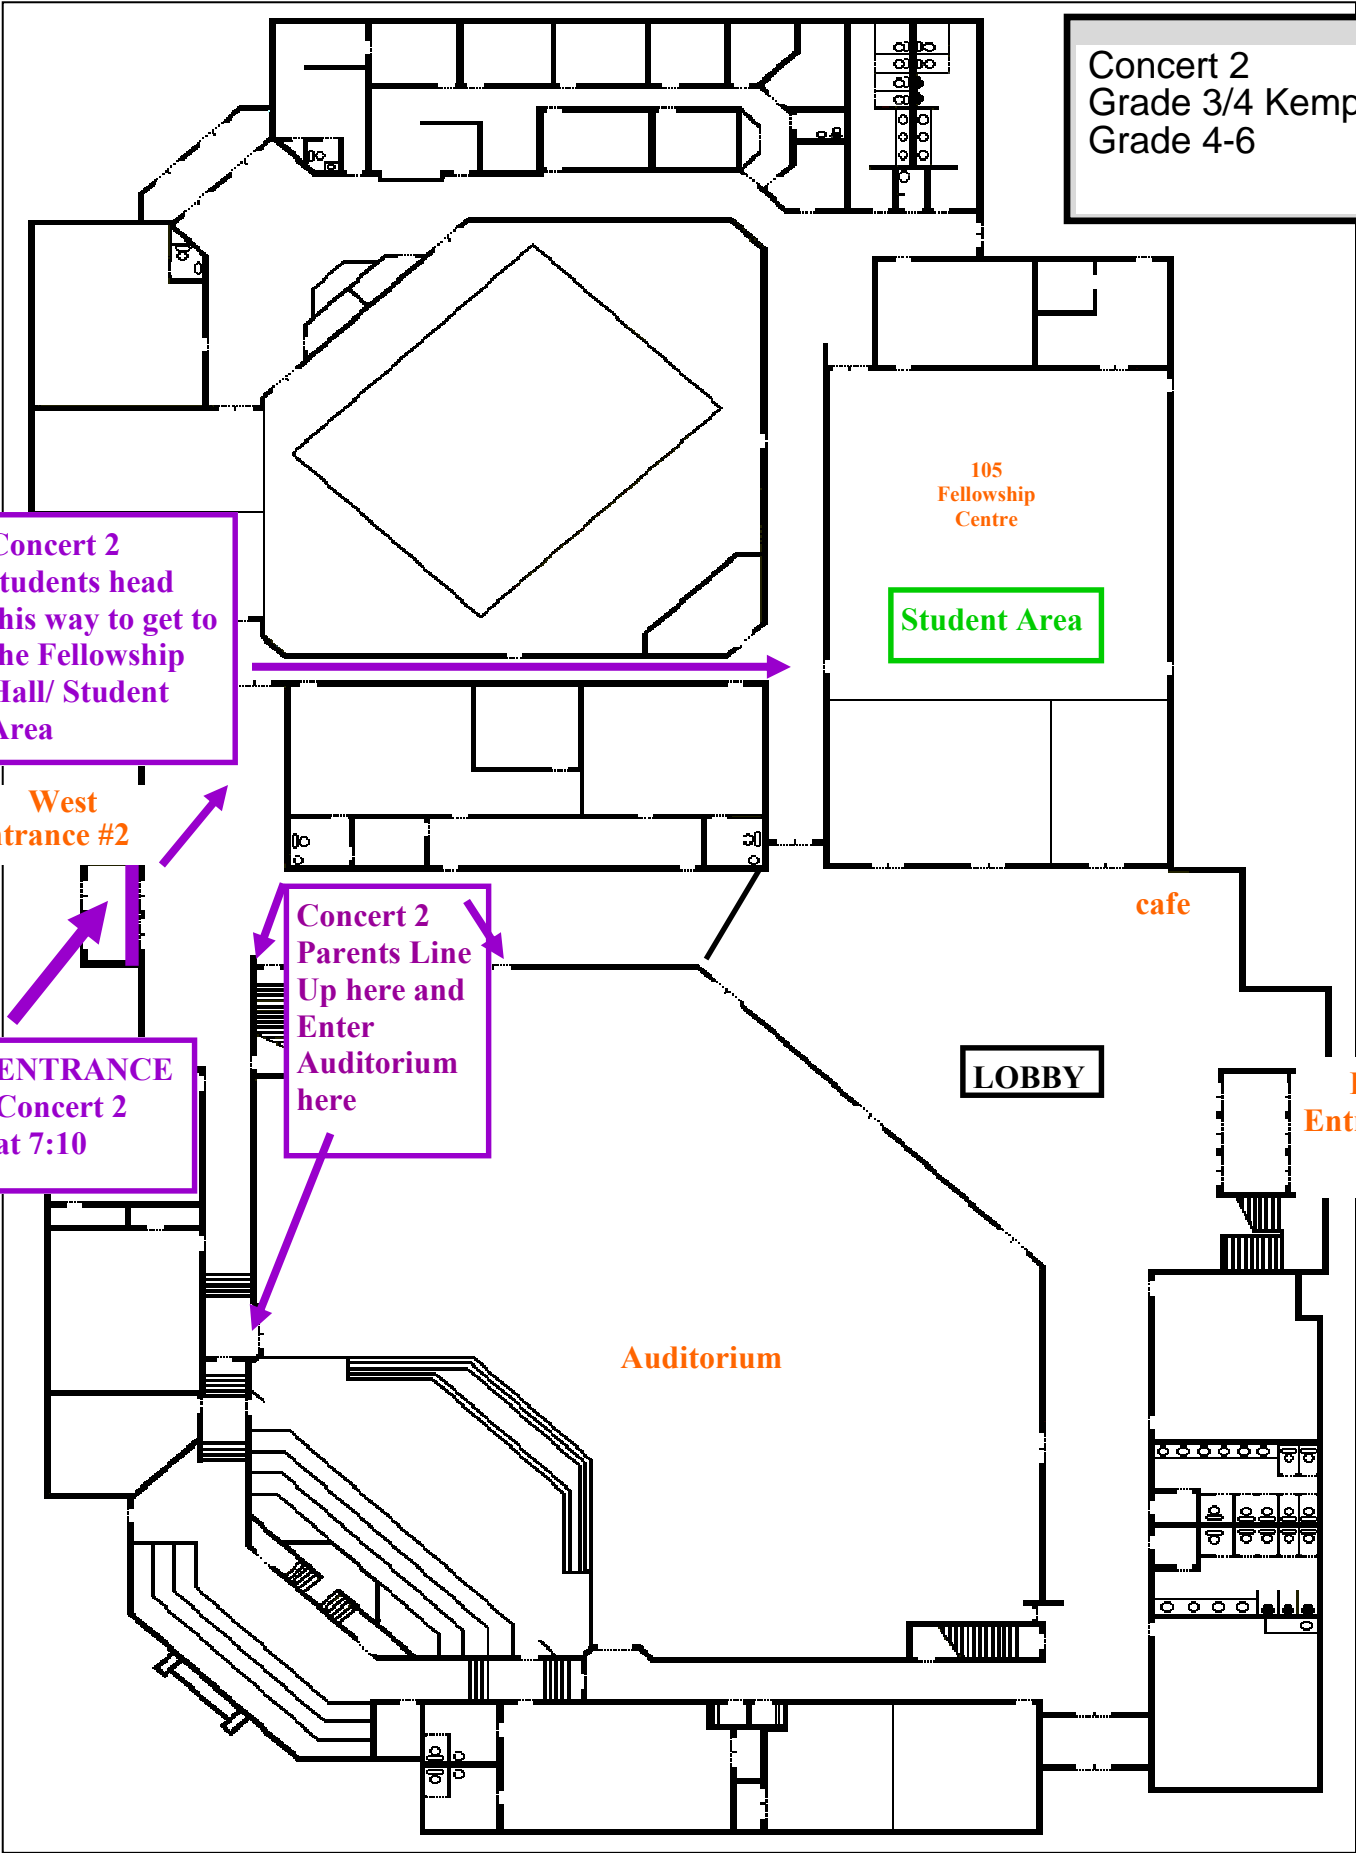 Concert 2
Grade 3/4 Kemp
Grade 4-6
105
Fellowship
Centre
Student Area
Concert 2
tudents head
his way to get to
he Fellowship
Hall/ Student
Area
West
ntrance #2
cafe
Concert 2
Parents Line
Up here and
Enter
Auditorium
here
ENTRANCE
Concert 2
at 7:10
LOBBY
Ent
Auditorium